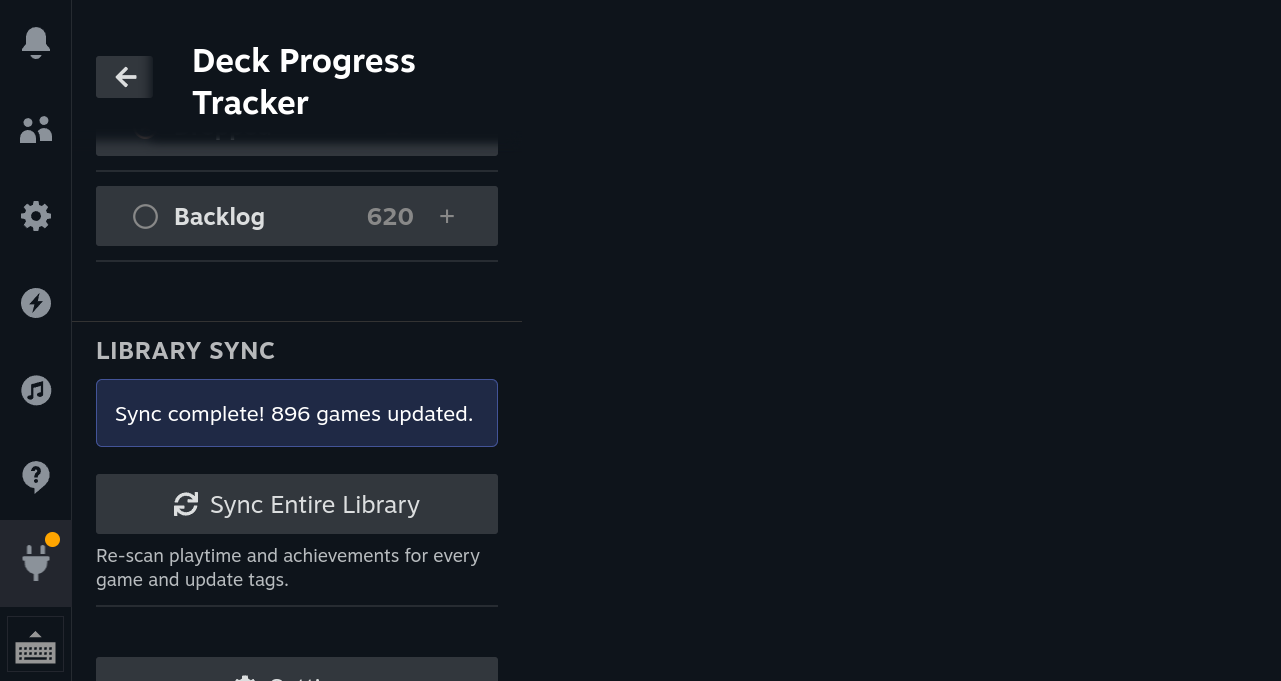 Deck Progress
Tracker
Backlog 620 +
LIBRARY SYNC
Sync complete! 896 games updated.
Sync Entire Library
Re-scan playtime and achievements for every
game and update tags.